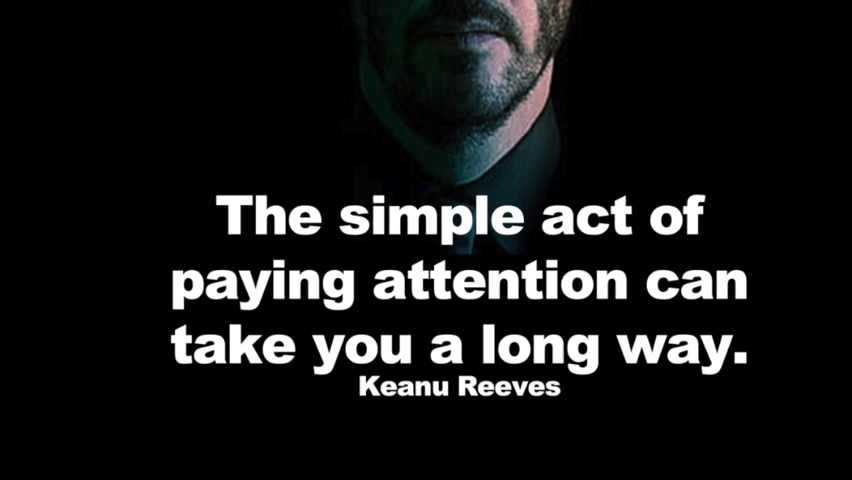 The simple act of
paying attention can
take you a long way.
Keanu Reeves